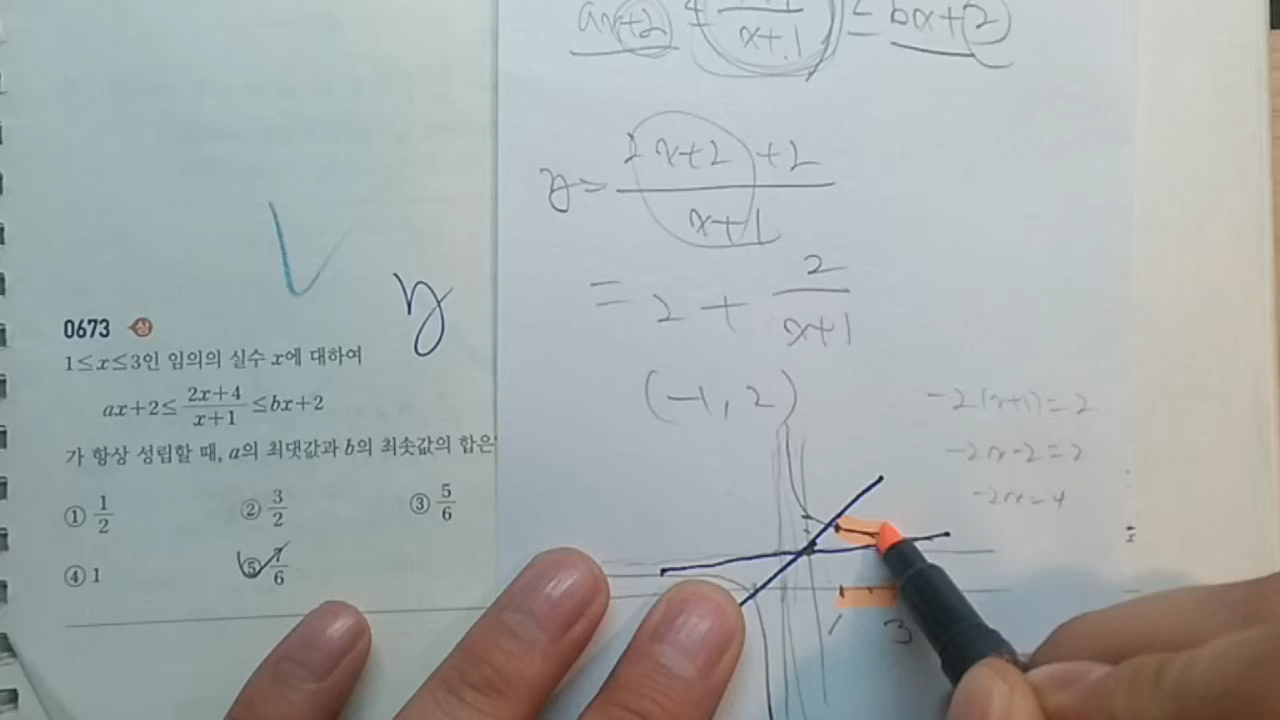 0673 상
1≤x≤3인 임의의 실수 x에 대하여
ax+2≤ (2x+4)/(x+1) ≤bx+2
가 항상 성립할 때, a의 최댓값과 b의 최솟값의 합은
① 1/2
② 3/2
③ 5/6
④ 1
⑤ 7/6
y
ax+2
x+1
≤ bx+2
y= (2x+2+2)/(x+1)
= 2 + 2/(x+1)
(-1, 2)
-2(x+1)=2
-2x-2=2
-2x=4
1 3